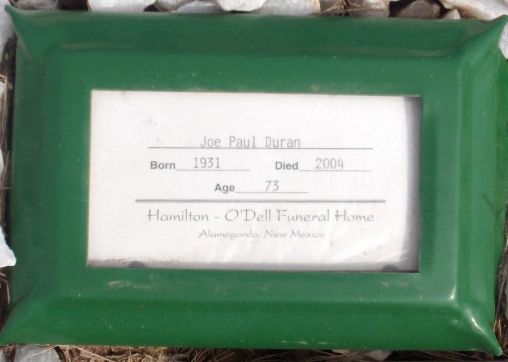 Joe Paul Duran
Born 1931 Died 2004
Age 73
Hamilton - O'Dell Funeral Home
Alamogordo, New Mexico